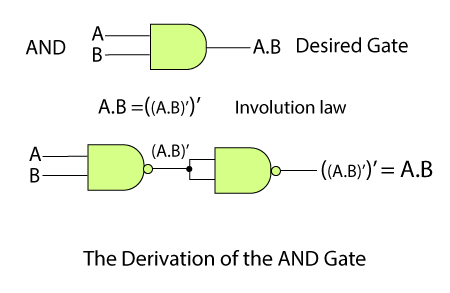 AND A B A.B Desired Gate
A.B =((A.B)')' Involution law
A B (A.B)' ((A.B)')' = A.B
The Derivation of the AND Gate